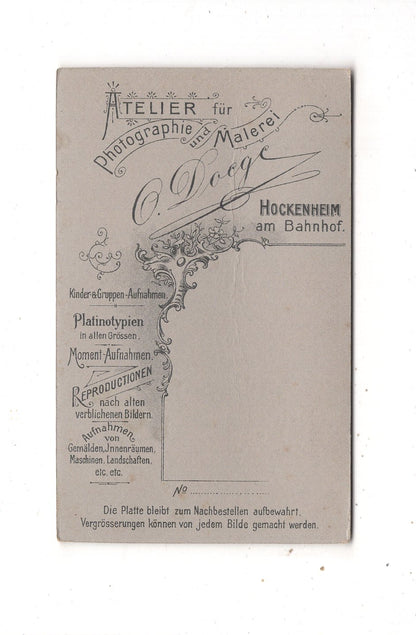 ATELIER für
Photographie und Malerei
O. Doege
HOCKENHEIM
am Bahnhof.
Kinder & Gruppen-Aufnahmen.
Platinotypien
in allen Grössen.
Moment-Aufnahmen.
REPRODUCTIONEN
nach alten
verblichenen Bildern.
Aufnahmen
von
Gemälden, Jnnenräumen,
Maschinen, Landschaften,
etc. etc.
No ....................
Die Platte bleibt zum Nachbestellen aufbewahrt.
Vergrösserungen können von jedem Bilde gemacht werden.